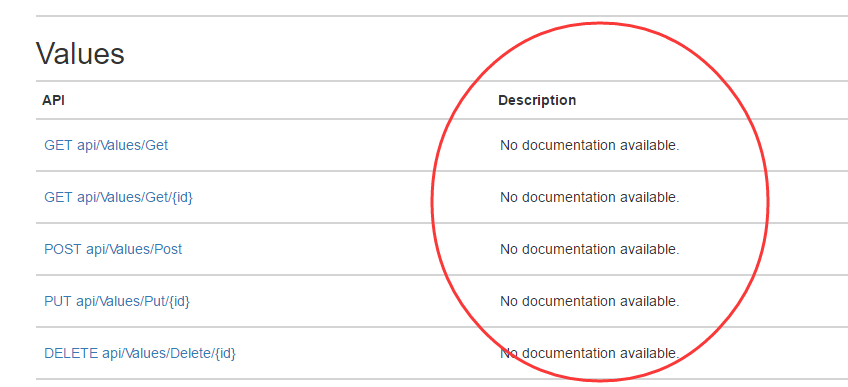 Values
API Description
GET api/Values/Get No documentation available.
GET api/Values/Get/{id} No documentation available.
POST api/Values/Post No documentation available.
PUT api/Values/Put/{id} No documentation available.
DELETE api/Values/Delete/{id} No documentation available.